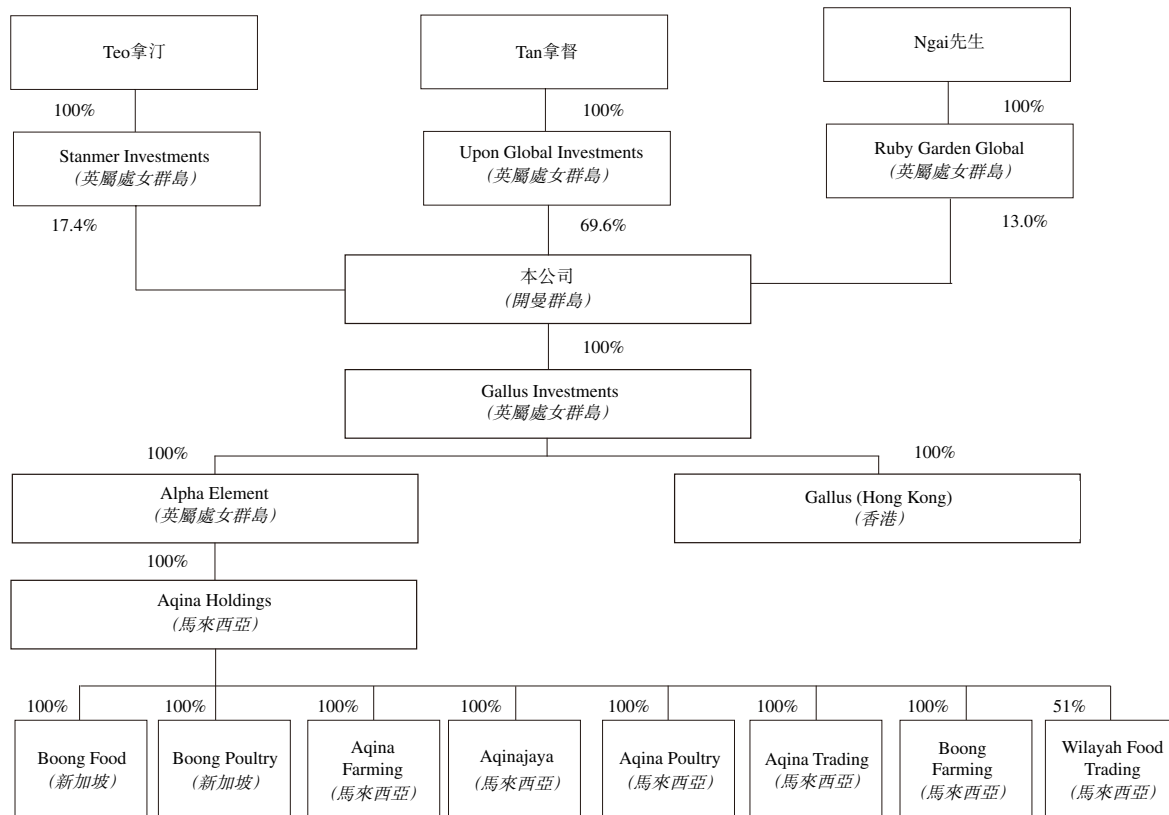 Teo拿汀
Tan拿督
Ngai先生
100%
100%
100%
Stanmer Investments
(英屬處女群島)
Upon Global Investments
(英屬處女群島)
Ruby Garden Global
(英屬處女群島)
17.4%
69.6%
13.0%
本公司
(開曼群島)
100%
Gallus Investments
(英屬處女群島)
100%
100%
Alpha Element
(英屬處女群島)
Gallus (Hong Kong)
(香港)
100%
Aqina Holdings
(馬來西亞)
100%
100%
100%
100%
100%
100%
100%
51%
Boong Food
(新加坡)
Boong Poultry
(新加坡)
Aqina
Farming
(馬來西亞)
Aqinajaya
(馬來西亞)
Aqina Poultry
(馬來西亞)
Aqina Trading
(馬來西亞)
Boong
Farming
(馬來西亞)
Wilayah Food
Trading
(馬來西亞)